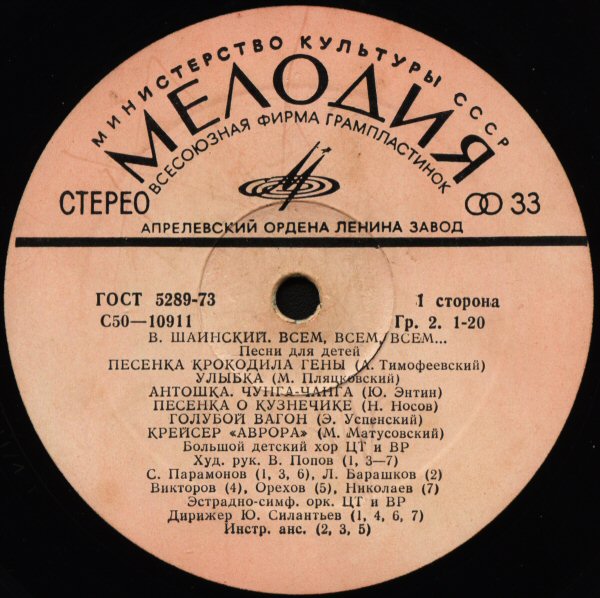 МИНИСТЕРСТВО КУЛЬТУРЫ СССР
МЕЛОДИЯ
ВСЕСОЮЗНАЯ ФИРМА ГРАМПЛАСТИНОК
СТЕРЕО
33
АПРЕЛЕВСКИЙ ОРДЕНА ЛЕНИНА ЗАВОД
ГОСТ 5289-73
1 сторона
С50—10911
Гр. 2. 1-20
В. ШАИНСКИЙ. ВСЕМ, ВСЕМ, ВСЕМ...
Песни для детей
ПЕСЕНКА КРОКОДИЛА ГЕНЫ (А. Тимофеевский)
УЛЫБКА (М. Пляцковский)
АНТОШКА. ЧУНГА-ЧАНГА (Ю. Энтин)
ПЕСЕНКА О КУЗНЕЧИКЕ (Н. Носов)
ГОЛУБОЙ ВАГОН (Э. Успенский)
КРЕЙСЕР «АВРОРА» (М. Матусовский)
Большой детский хор ЦТ и ВР
Худ. рук. В. Попов (1, 3—7)
С. Парамонов (1, 3, 6), Л. Барашков (2)
Викторов (4), Орехов (5), Николаев (7)
Эстрадно-симф. орк. ЦТ и ВР
Дирижер Ю. Силантьев (1, 4, 6, 7)
Инстр. анс. (2, 3, 5)